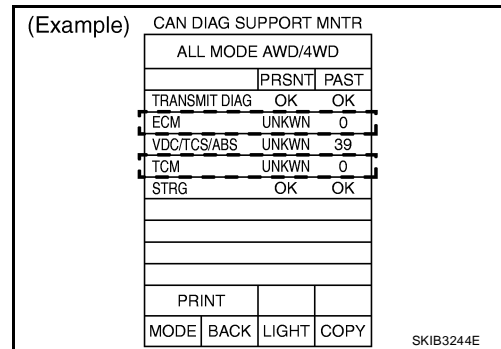 (Example) CAN DIAG SUPPORT MNTR
ALL MODE AWD/4WD
PRSNT PAST
TRANSMIT DIAG OK OK
ECM UNKWN 0
VDC/TCS/ABS UNKWN 39
TCM UNKWN 0
STRG OK OK
PRINT
MODE BACK LIGHT COPY
SKIB3244E